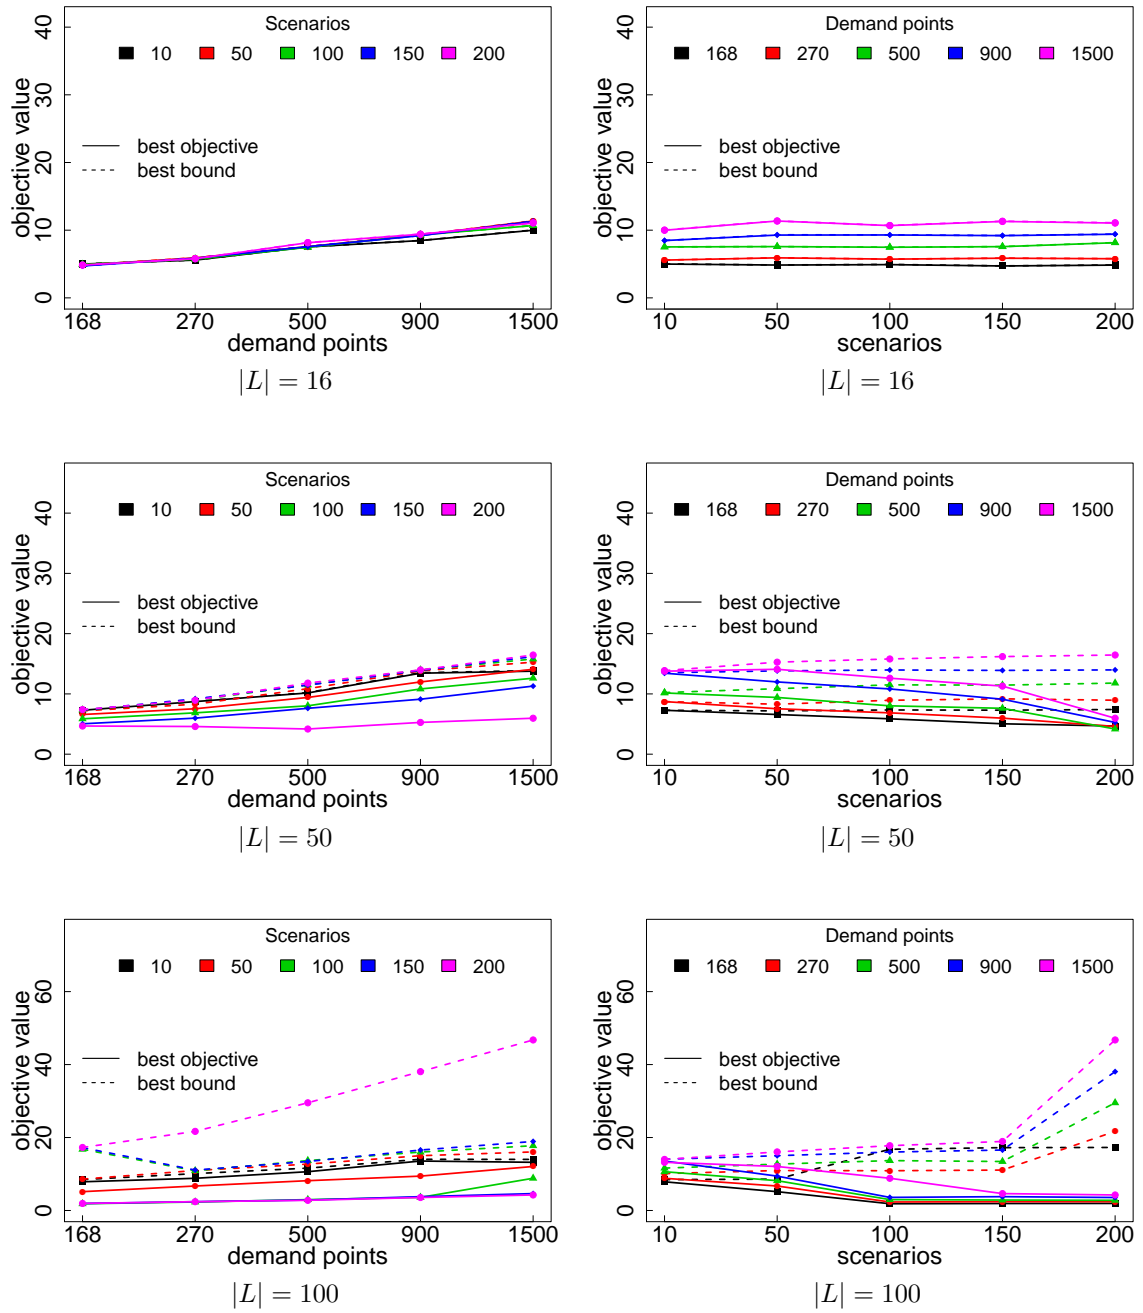 Scenarios
10 50 100 150 200
objective value
0 10 20 30 40
best objective
best bound
168 270 500 900 1500
demand points
|L| = 16
Demand points
168 270 500 900 1500
objective value
0 10 20 30 40
best objective
best bound
10 50 100 150 200
scenarios
|L| = 16
Scenarios
10 50 100 150 200
objective value
0 10 20 30 40
best objective
best bound
168 270 500 900 1500
demand points
|L| = 50
Demand points
168 270 500 900 1500
objective value
0 10 20 30 40
best objective
best bound
10 50 100 150 200
scenarios
|L| = 50
Scenarios
10 50 100 150 200
objective value
0 20 40 60
best objective
best bound
168 270 500 900 1500
demand points
|L| = 100
Demand points
168 270 500 900 1500
objective value
0 20 40 60
best objective
best bound
10 50 100 150 200
scenarios
|L| = 100